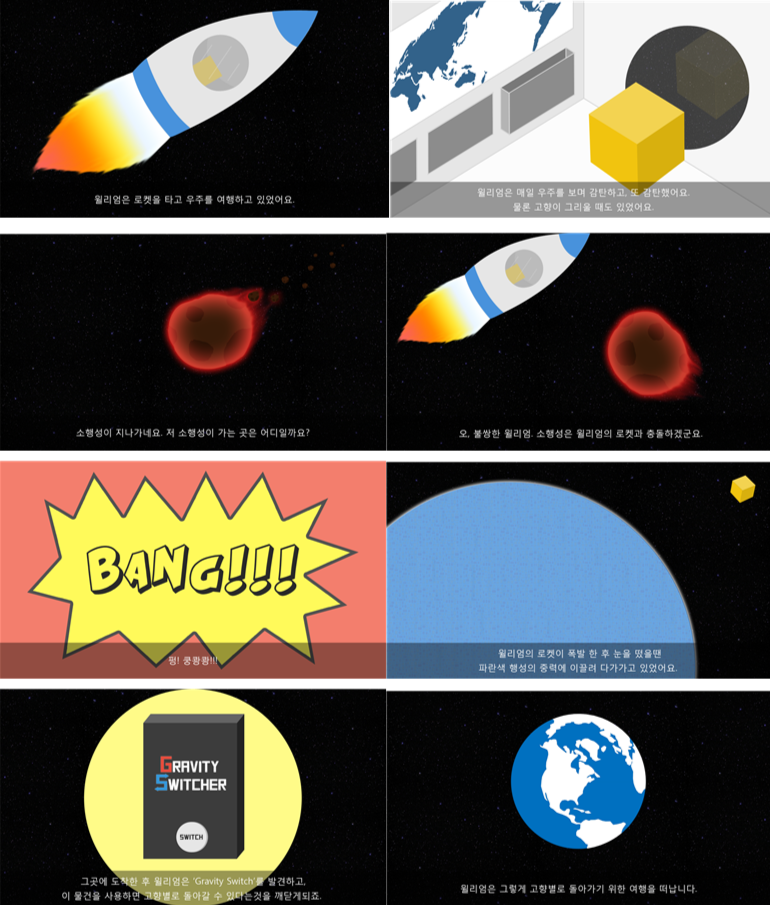 윌리엄은 로켓을 타고 우주를 여행하고 있었어요.
윌리엄은 매일 우주를 보며 감탄하고, 또 감탄했어요.
물론 고향이 그리울 때도 있었어요.
소행성이 지나가네요. 저 소행성이 가는 곳은 어디일까요?
오, 불쌍한 윌리엄. 소행성은 윌리엄의 로켓과 충돌하겠군요.
BANG!!!
펑! 쿵쾅쾅!!!
윌리엄의 로켓이 폭발 한 후 눈을 떴을땐
파란색 행성의 중력에 이끌려 다가가고 있었어요.
GRAVITY
SWITCHER
SWITCH
그곳에 도착한 후 윌리엄은 'Gravity Switch'를 발견하고,
이 물건을 사용하면 고향별로 돌아갈 수 있다는것을 깨닫게되죠.
윌리엄은 그렇게 고향별로 돌아가기 위한 여행을 떠납니다.